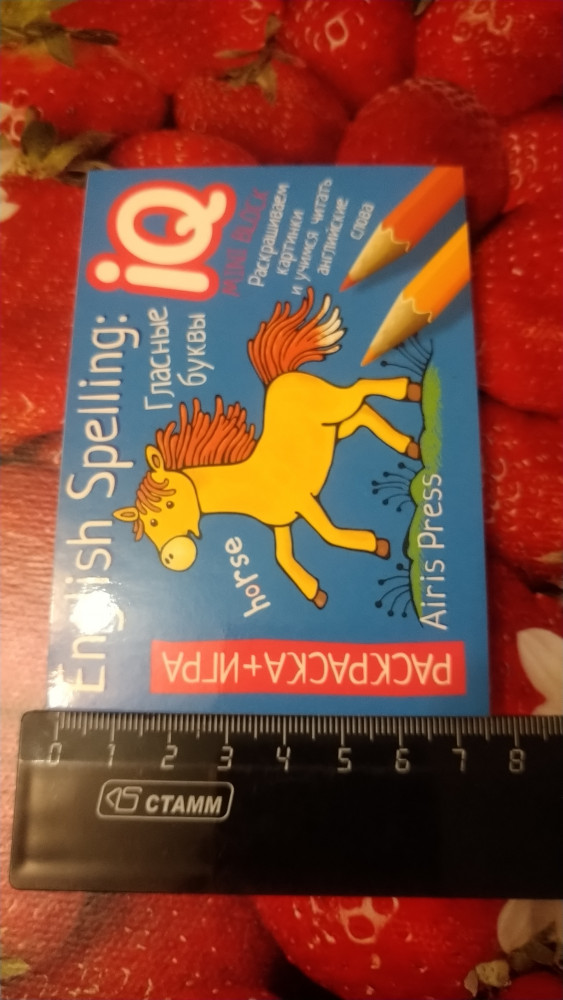 English Spelling:
iQ
MINI BLOCK
Гласные
буквы
Раскрашиваем
картинки
и учимся читать
английские
слова
horse
Airis Press
РАСКРАСКА+ИГРА
0 1 2 3 4 5 6 7 8
СТАММ